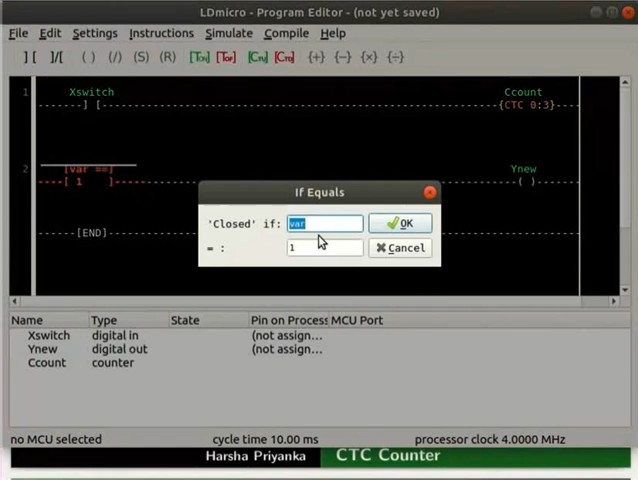 LDmicro - Program Editor - (not yet saved)
File Edit Settings Instructions Simulate Compile Help
] [ ]/[ ( ) (/) (S) (R) [TON] [TOF] [CTU] [CTD] {+} {−} {×} {÷}
1 Xswitch Ccount
] [ {CTC 0:3}
2 [var ==] Ynew
[ 1 ] ( )
[END]
If Equals
'Closed' if: var OK
= : 1 Cancel
Name Type State Pin on Process MCU Port
Xswitch digital in (not assign...
Ynew digital out (not assign...
Ccount counter
no MCU selected cycle time 10.00 ms processor clock 4.0000 MHz
Harsha Priyanka CTC Counter